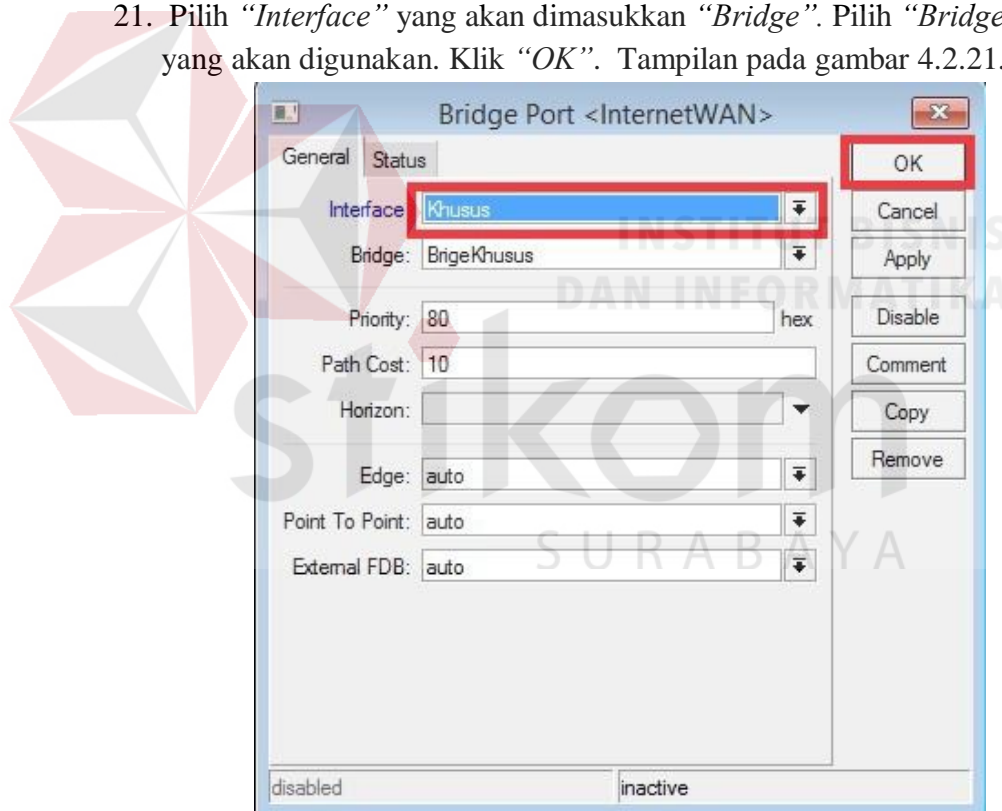 21. Pilih “Interface” yang akan dimasukkan “Bridge”. Pilih “Bridge
yang akan digunakan. Klik “OK”. Tampilan pada gambar 4.2.21.
Bridge Port <InternetWAN>
General Status
OK
Interface: Khusus
Cancel
Bridge: BrigeKhusus
Apply
Priority: 80 hex
Disable
Path Cost: 10
Comment
Horizon:
Copy
Edge: auto
Remove
Point To Point: auto
External FDB: auto
disabled inactive
INSTITUT BISNIS
DAN INFORMATIKA
stikom
SURABAYA